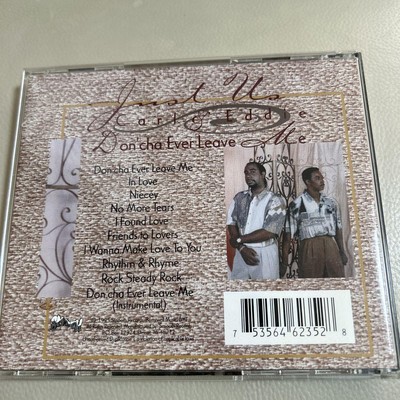 Just Us
Carl & Eddie
Don'cha Ever Leave Me
Don'cha Ever Leave Me
In Love
Niecey
No More Tears
I Found Love
Friends to Lovers
I Wanna Make Love To You
Rhythm & Rhyme
Rock Steady Rock
Don'cha Ever Leave Me
(Instrumental)
7 53564 62352 8